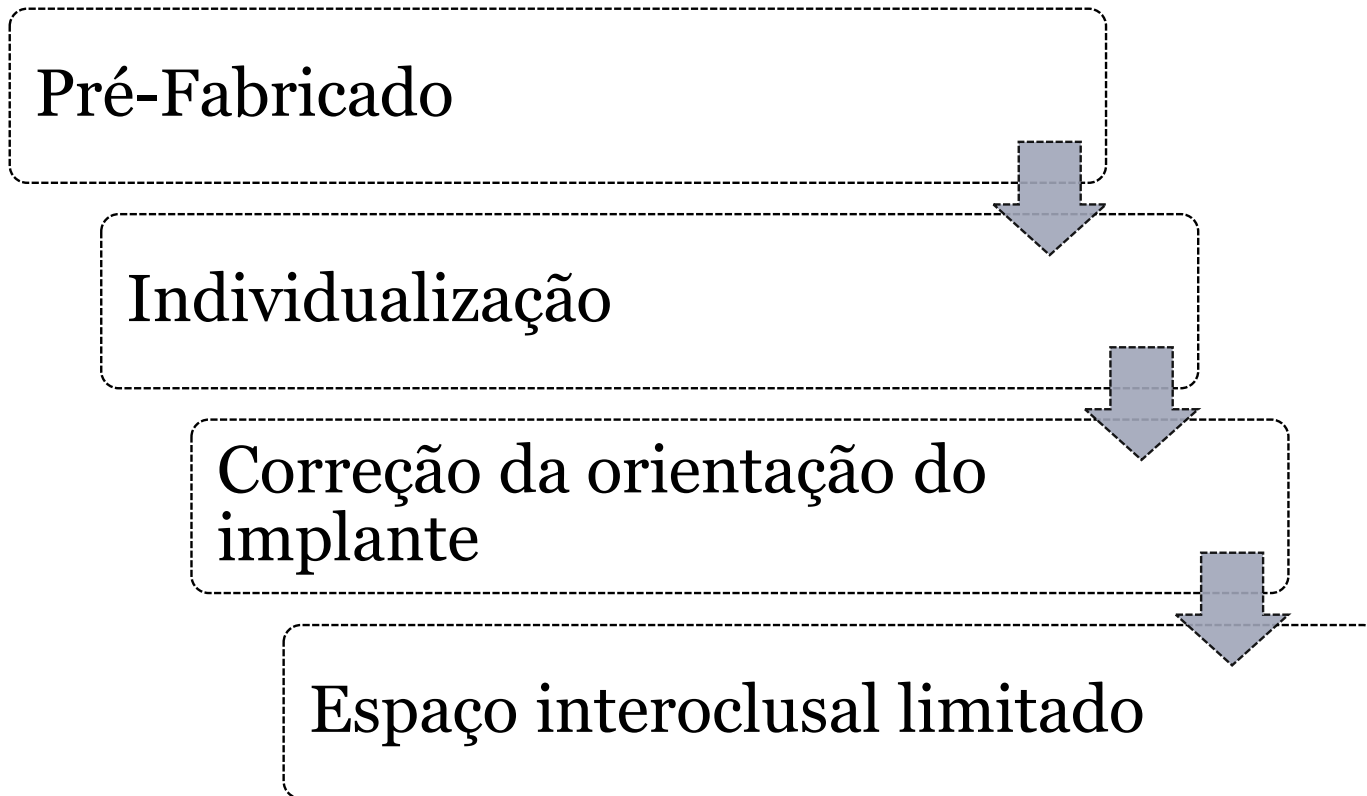 Pré-Fabricado
Individualização
Correção da orientação do
implante
Espaço interoclusal limitado